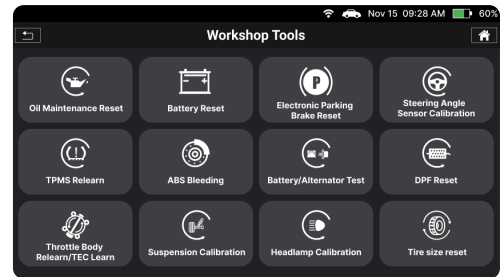 Nov 15 09:28 AM 60%
Workshop Tools
Oil Maintenance Reset
Battery Reset
P
Electronic Parking
Brake Reset
Steering Angle
Sensor Calibration
TPMS Relearn
ABS Bleeding
Battery/Alternator Test
DPF Reset
Throttle Body
Relearn/TEC Learn
Suspension Calibration
Headlamp Calibration
Tire size reset